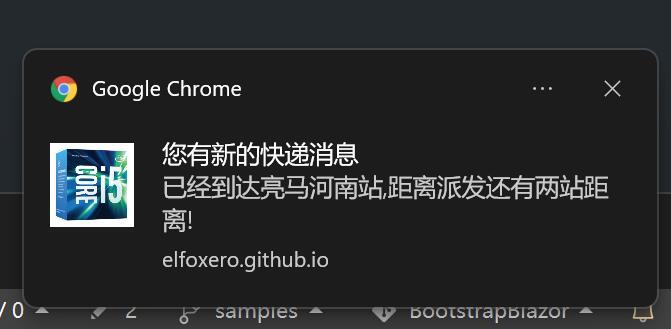 Google Chrome
您有新的快递消息
CORE i5
已经到达亮马河南站,距离派发还有两站距
离!
elfoxero.github.io
/ 0 2 samples BootstrapBlazor